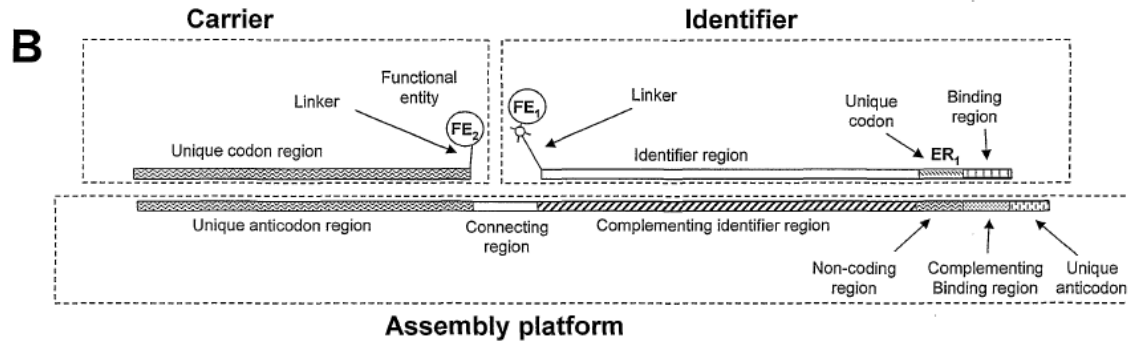 B
Carrier
Identifier
Functional
entity
Linker
FE2
Unique codon region
FE1
Linker
Unique
codon
Binding
region
Identifier region
ER1
Unique anticodon region
Connecting
region
Complementing identifier region
Non-coding
region
Complementing
Binding region
Unique
anticodon
Assembly platform